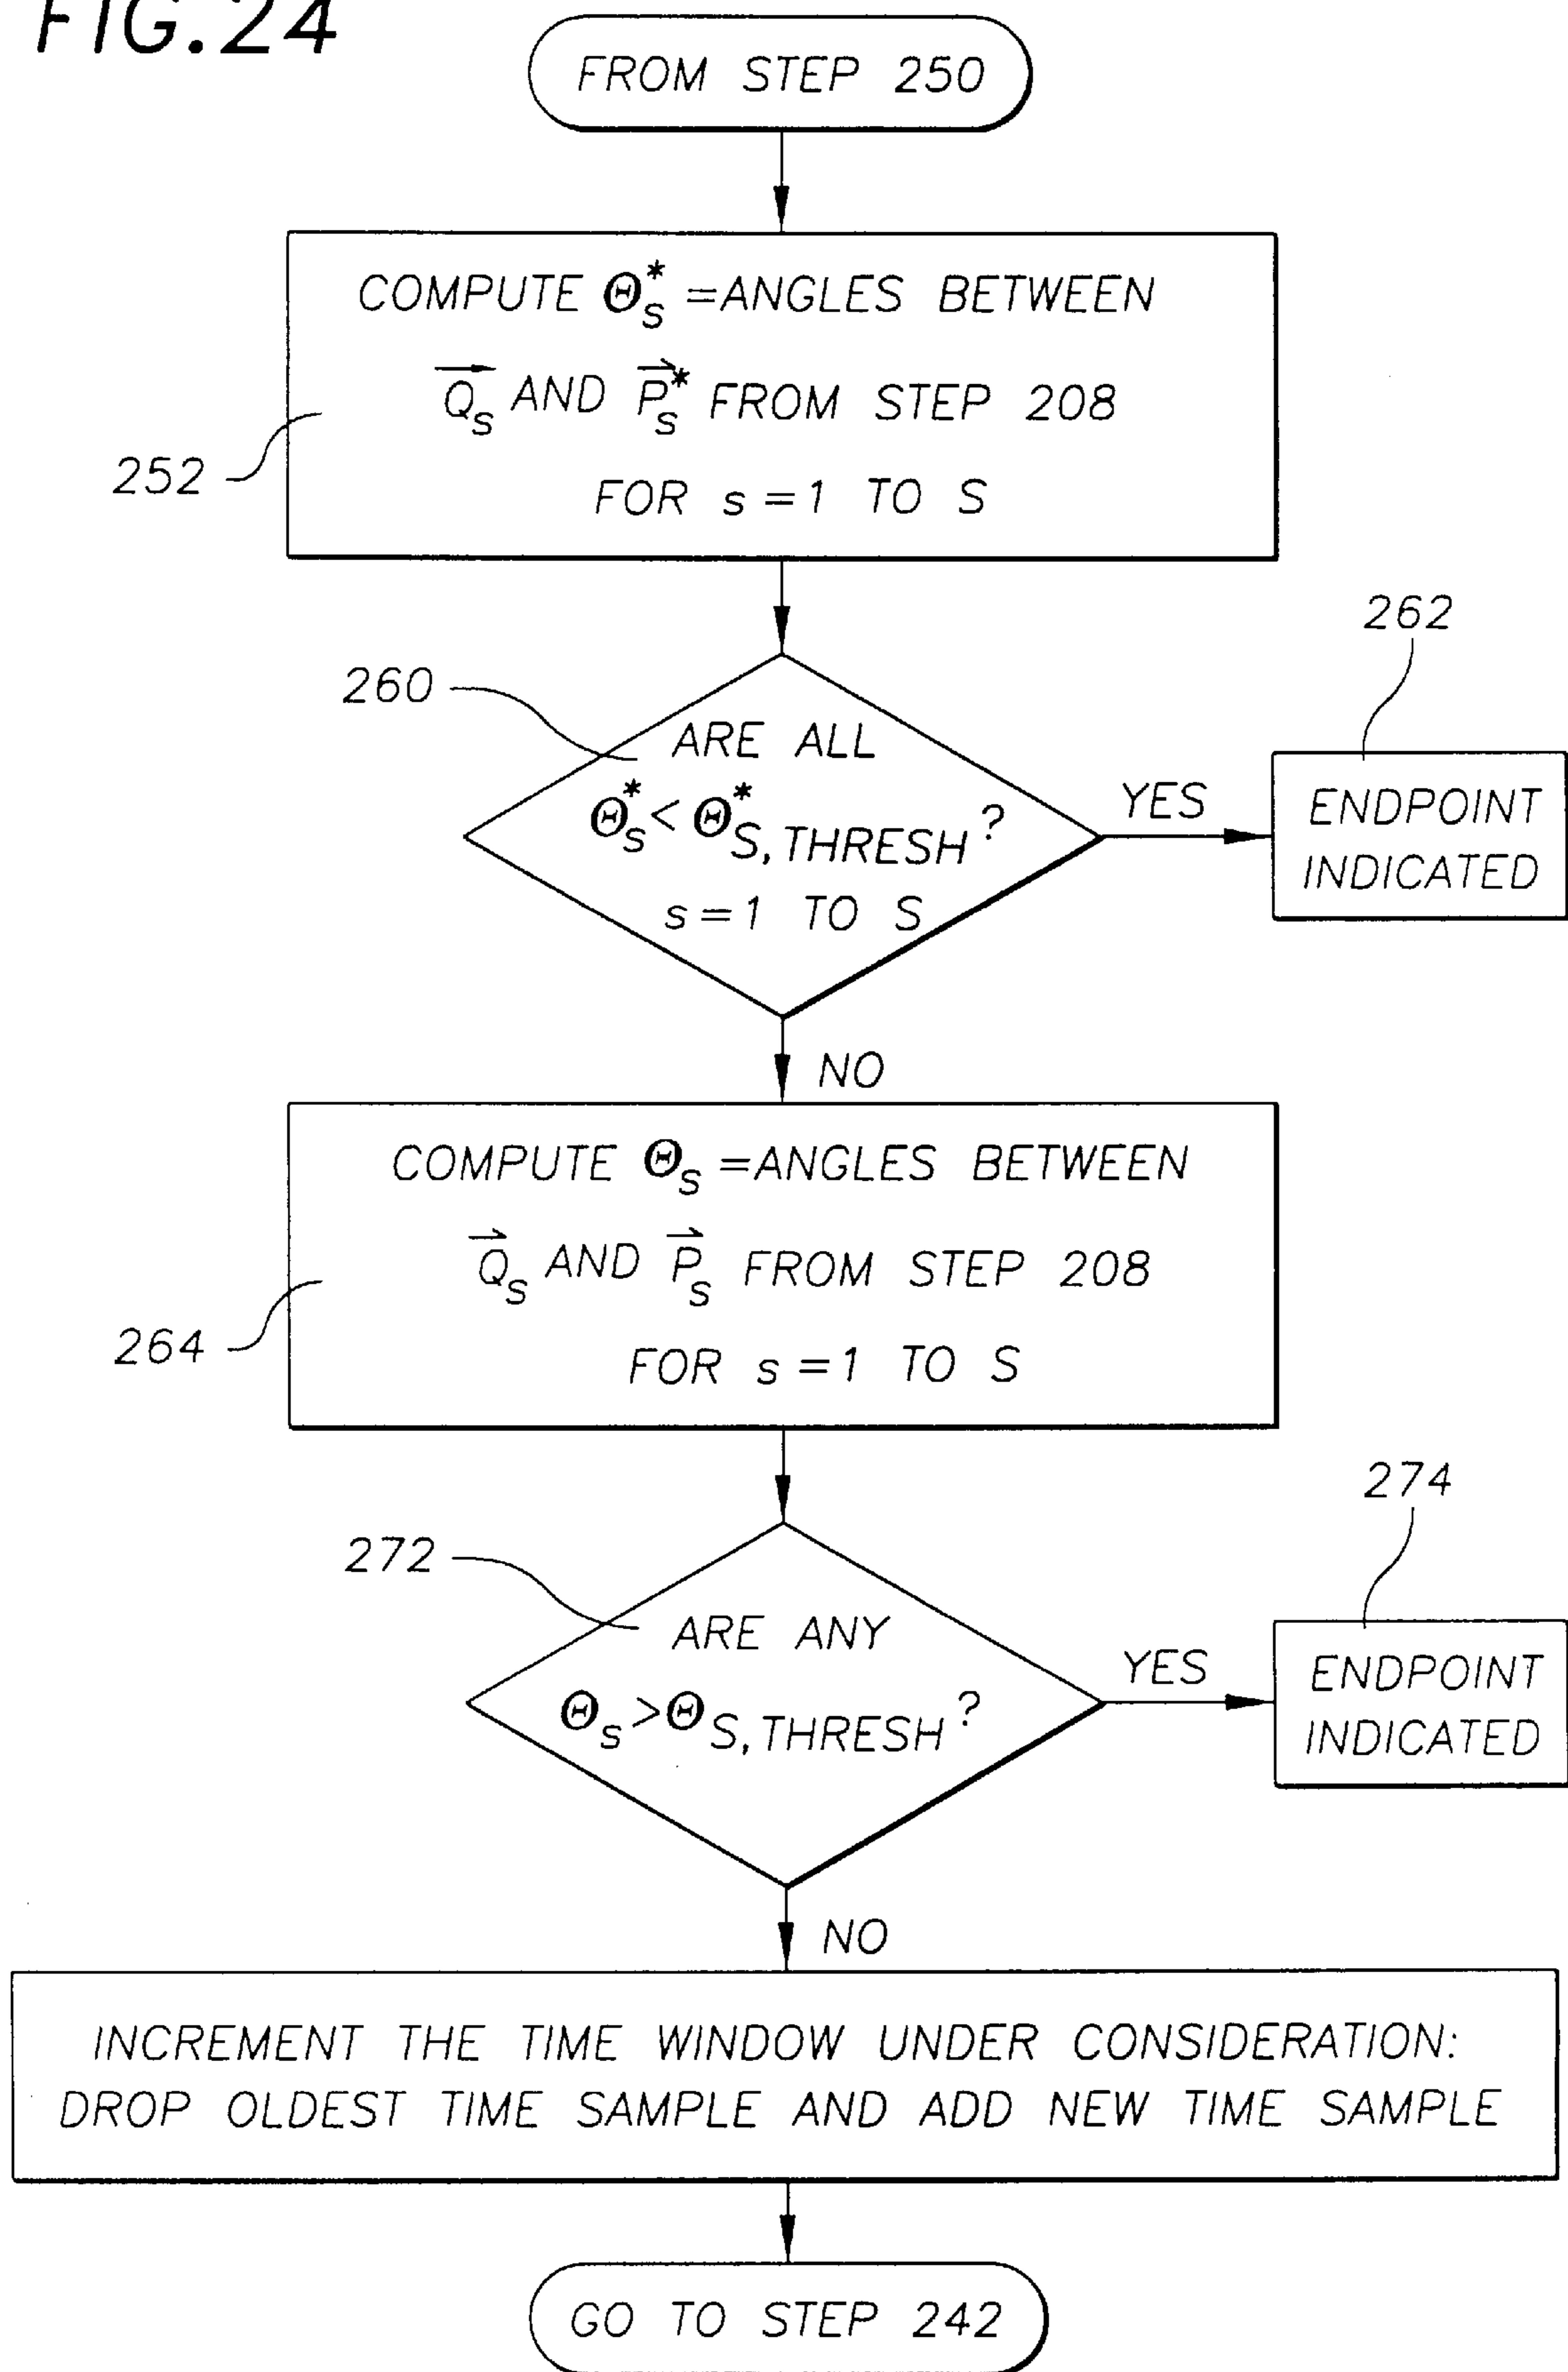 FIG.24
FROM STEP 250
COMPUTE Θ*s =ANGLES BETWEEN
Qs AND P*s FROM STEP 208
FOR s=1 TO S
252
262
260
ARE ALL
Θ*s < Θ*S, THRESH ?
s=1 TO S
YES
ENDPOINT
INDICATED
NO
COMPUTE Θs =ANGLES BETWEEN
Qs AND Ps FROM STEP 208
FOR s=1 TO S
264
274
272
ARE ANY
Θs > ΘS, THRESH ?
YES
ENDPOINT
INDICATED
NO
INCREMENT THE TIME WINDOW UNDER CONSIDERATION:
DROP OLDEST TIME SAMPLE AND ADD NEW TIME SAMPLE
GO TO STEP 242